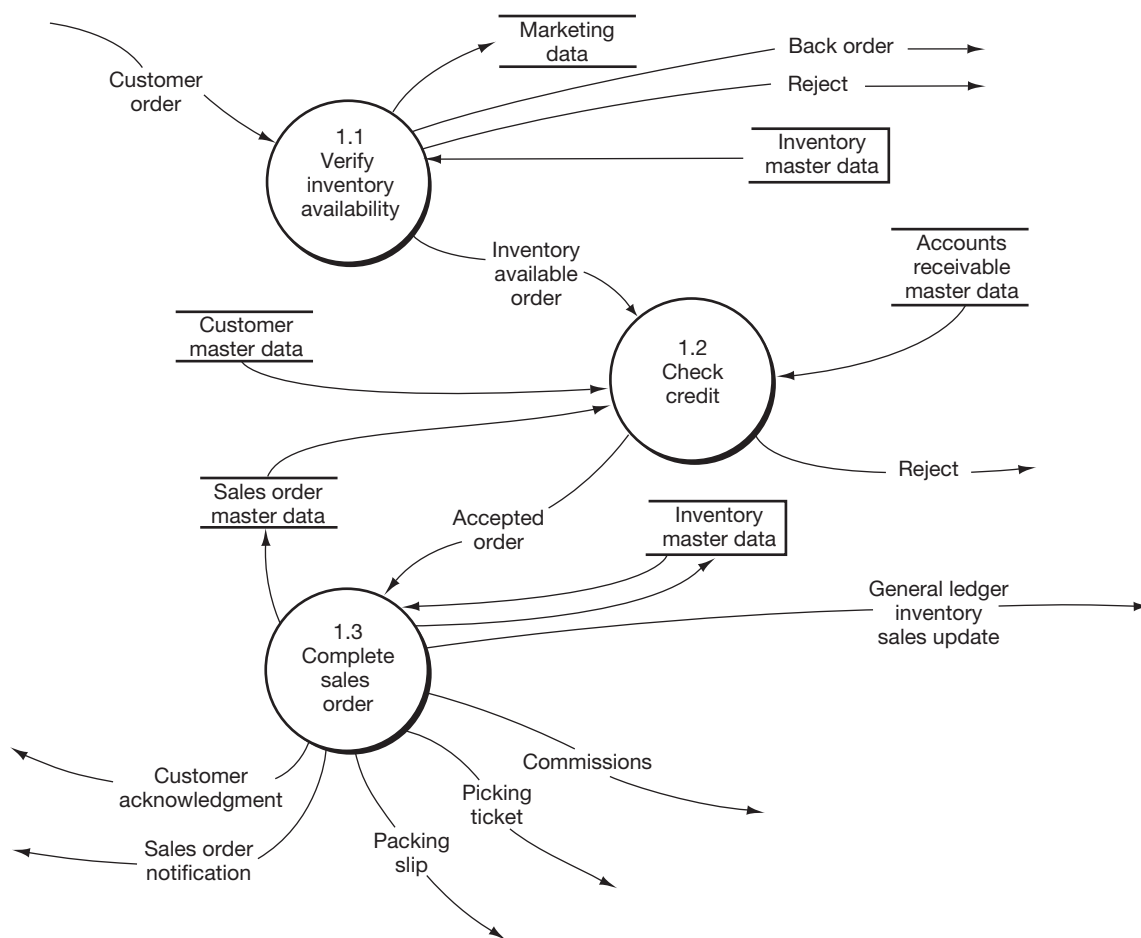 Customer
order
Marketing
data
Back order
Reject
1.1
Verify
inventory
availability
Inventory
master data
Inventory
available
order
Accounts
receivable
master data
Customer
master data
1.2
Check
credit
Reject
Sales order
master data
Accepted
order
Inventory
master data
General ledger
inventory
sales update
1.3
Complete
sales
order
Commissions
Customer
acknowledgment
Picking
ticket
Packing
slip
Sales order
notification